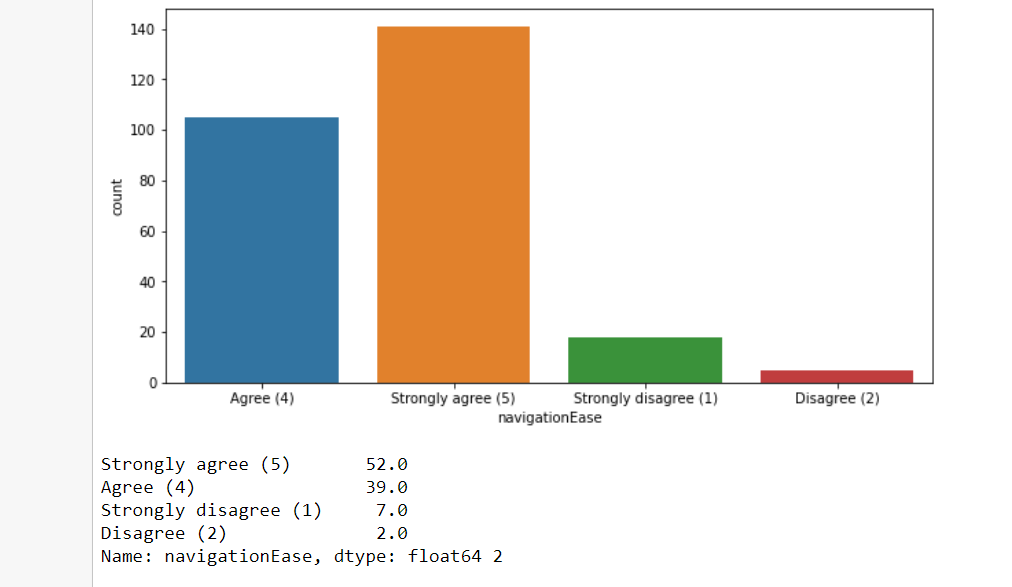 140
120
100
80
60
40
20
0
count
Agree (4) Strongly agree (5) Strongly disagree (1) Disagree (2)
navigationEase
Strongly agree (5) 52.0
Agree (4) 39.0
Strongly disagree (1) 7.0
Disagree (2) 2.0
Name: navigationEase, dtype: float64 2